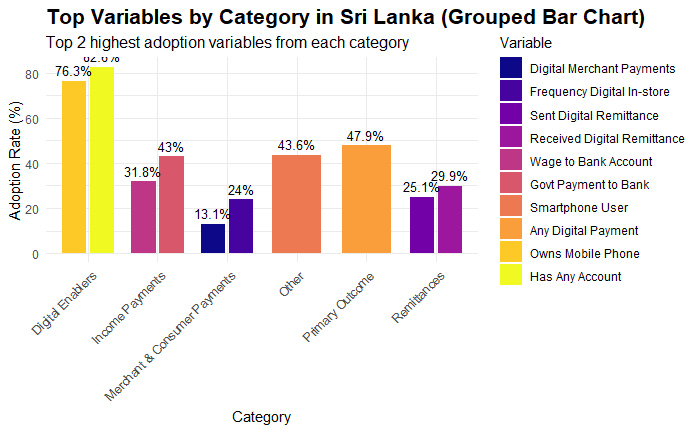 Top Variables by Category in Sri Lanka (Grouped Bar Chart)
Top 2 highest adoption variables from each category
Variable
Digital Merchant Payments
Frequency Digital In-store
Sent Digital Remittance
Received Digital Remittance
Wage to Bank Account
Govt Payment to Bank
Smartphone User
Any Digital Payment
Owns Mobile Phone
Has Any Account
Adoption Rate (%)
80
60
40
20
0
76.3%
82.6%
31.8%
43%
13.1%
24%
43.6%
47.9%
25.1%
29.9%
Digital Enablers
Income Payments
Merchant & Consumer Payments
Other
Primary Outcome
Remittances
Category